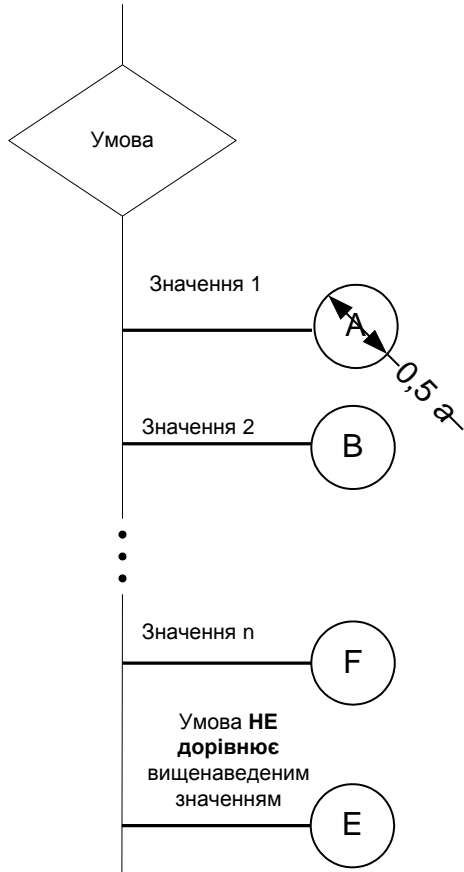 Умова
Значення 1
A
0,5 a
Значення 2
B
Значення n
F
Умова НЕ
дорівнює
вищенаведеним
значенням
E